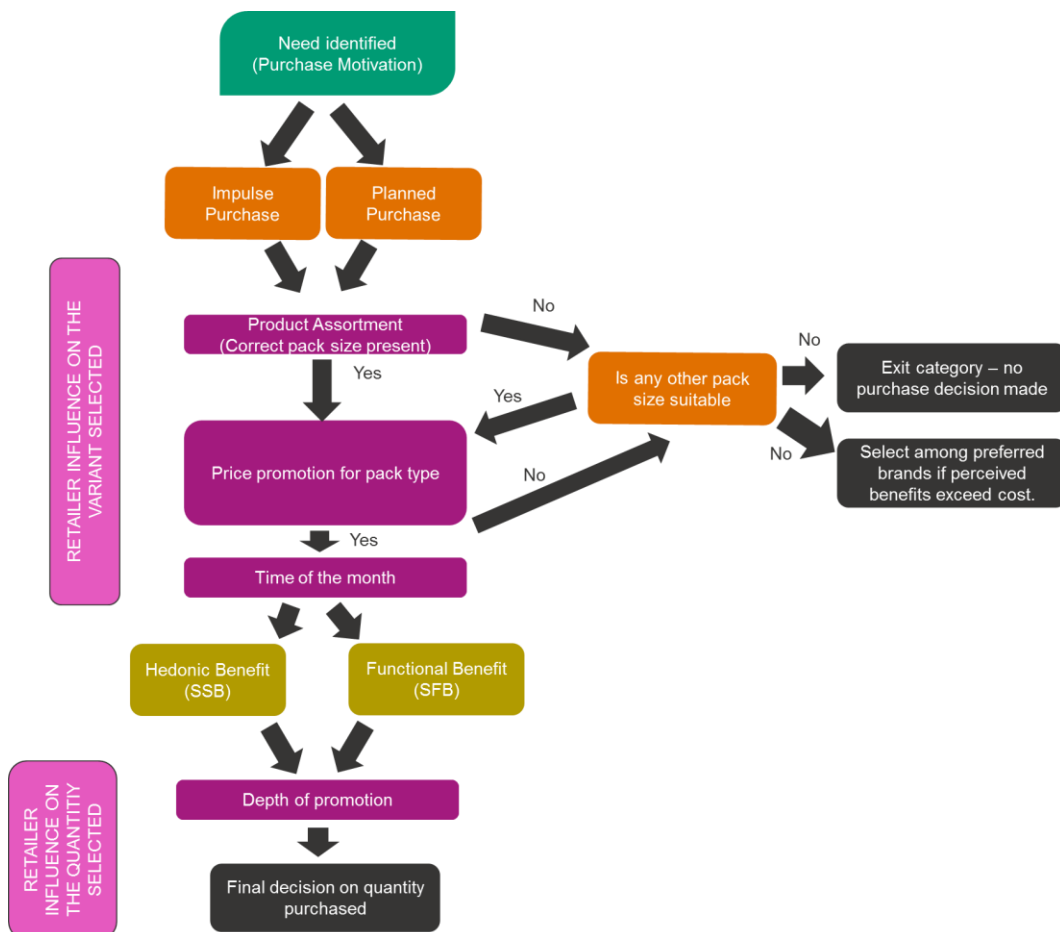 Need identified
(Purchase Motivation)
Impulse
Purchase
Planned
Purchase
RETAILER INFLUENCE ON THE
VARIANT SELECTED
Product Assortment
(Correct pack size present)
No
Yes
Is any other pack
size suitable
No
Exit category – no
purchase decision made
Yes
Price promotion for pack type
No
No
Select among preferred
brands if perceived
benefits exceed cost.
Yes
Time of the month
Hedonic Benefit
(SSB)
Functional Benefit
(SFB)
RETAILER
INFLUENCE ON
THE QUANTITIY
SELECTED
Depth of promotion
Final decision on quantity
purchased